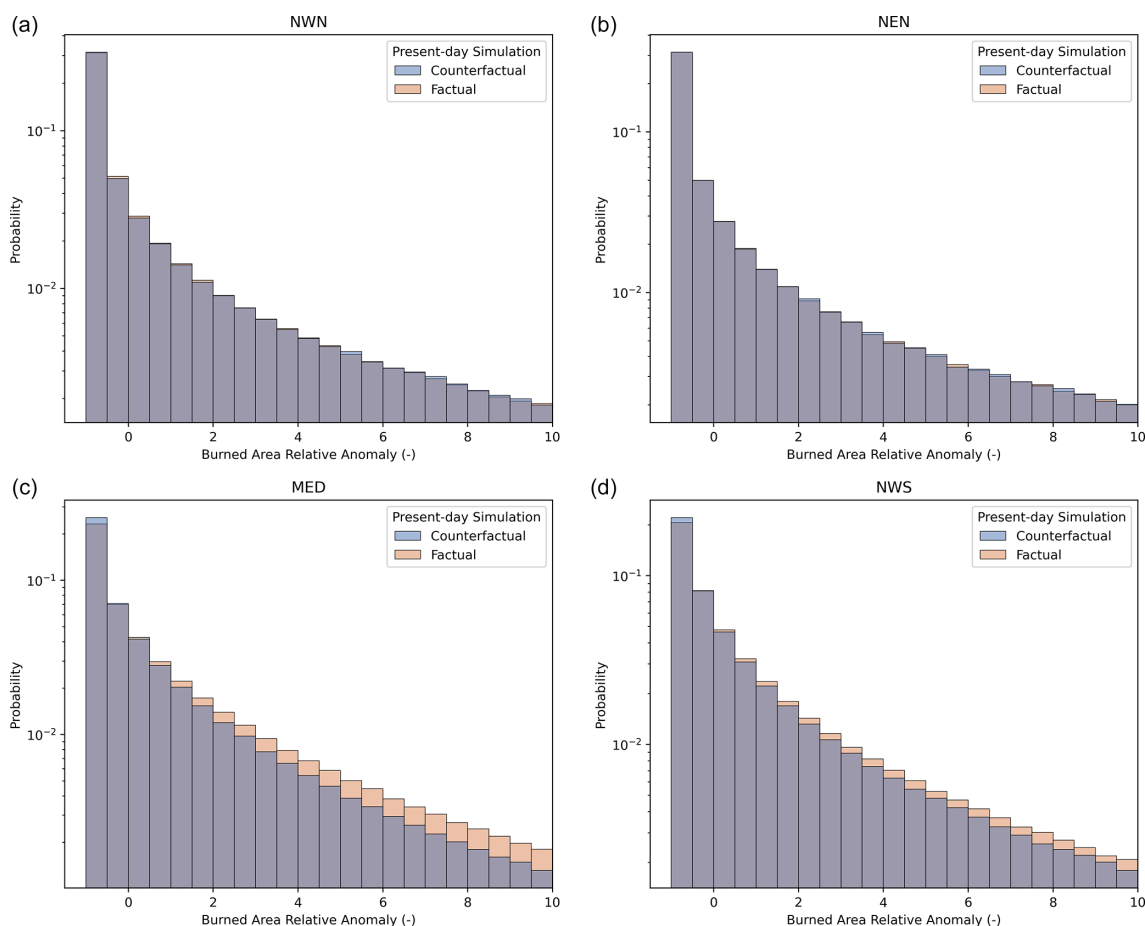 (a)
NWN
Present-day Simulation
Counterfactual
Factual
10⁻¹
10⁻²
Probability
0 2 4 6 8 10
Burned Area Relative Anomaly (-)
(b)
NEN
Present-day Simulation
Counterfactual
Factual
10⁻¹
10⁻²
Probability
0 2 4 6 8 10
Burned Area Relative Anomaly (-)
(c)
MED
Present-day Simulation
Counterfactual
Factual
10⁻¹
10⁻²
Probability
0 2 4 6 8 10
Burned Area Relative Anomaly (-)
(d)
NWS
Present-day Simulation
Counterfactual
Factual
10⁻¹
10⁻²
Probability
0 2 4 6 8 10
Burned Area Relative Anomaly (-)